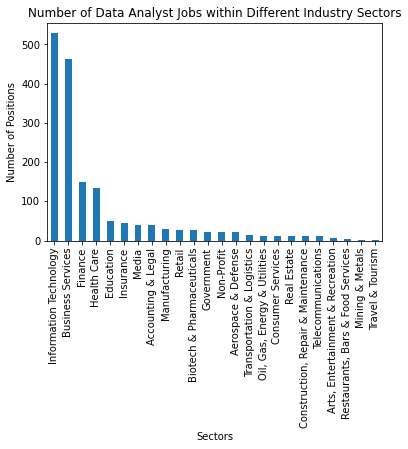 Number of Data Analyst Jobs within Different Industry Sectors
Number of Positions
500
400
300
200
100
0
Information Technology
Business Services
Finance
Health Care
Education
Insurance
Media
Accounting & Legal
Manufacturing
Retail
Biotech & Pharmaceuticals
Government
Non-Profit
Aerospace & Defense
Transportation & Logistics
Oil, Gas, Energy & Utilities
Consumer Services
Real Estate
Construction, Repair & Maintenance
Telecommunications
Arts, Entertainment & Recreation
Restaurants, Bars & Food Services
Mining & Metals
Travel & Tourism
Sectors